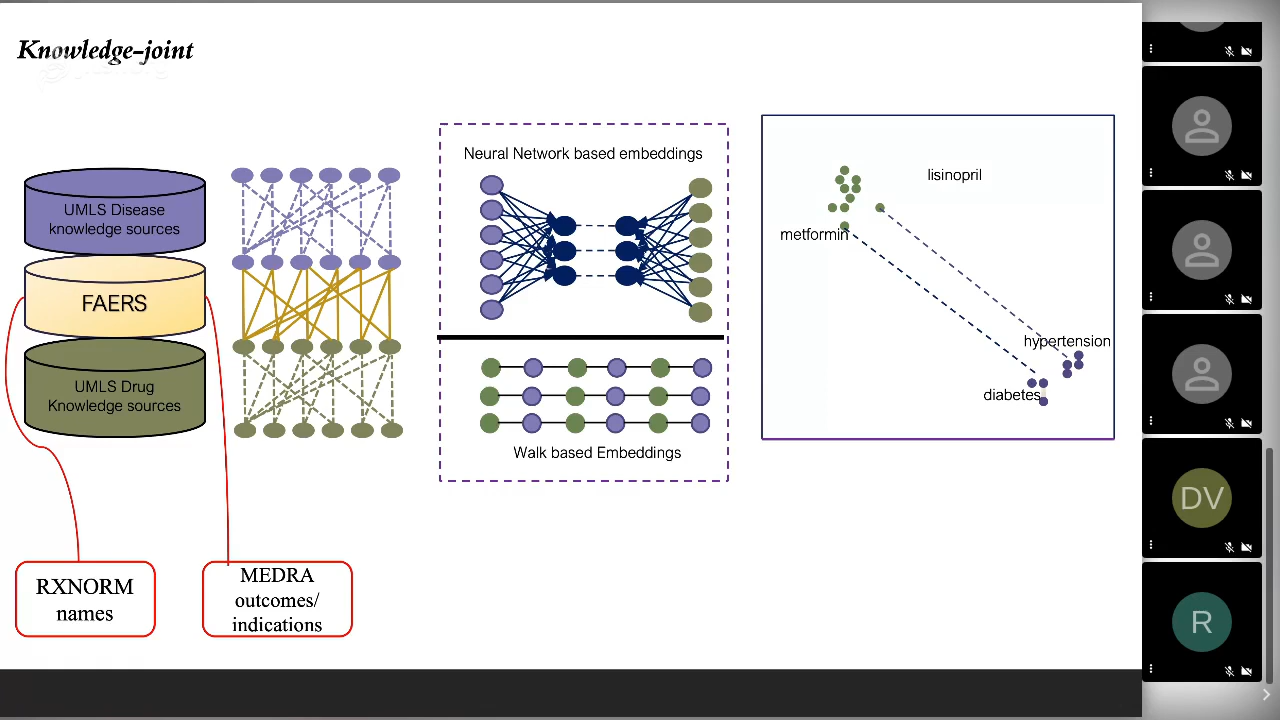 Knowledge-joint
UMLS Disease
knowledge sources
FAERS
UMLS Drug
Knowledge sources
RXNORM
names
MEDRA
outcomes/
indications
Neural Network based embeddings
Walk based Embeddings
lisinopril
metformin
hypertension
diabetes
DV
R